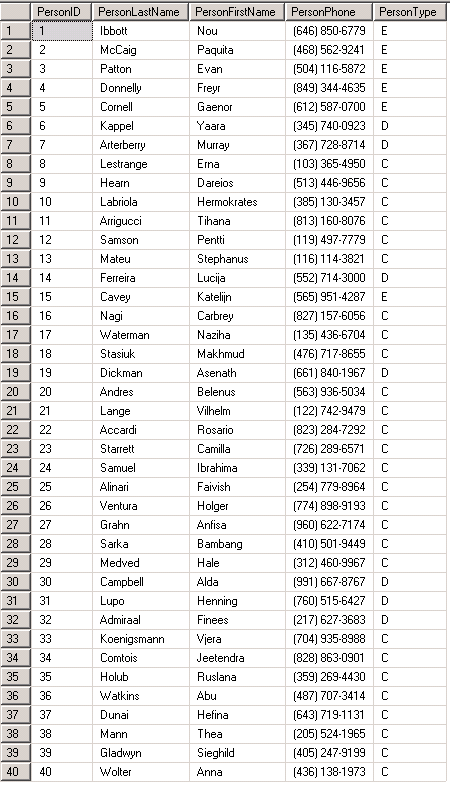 PersonID PersonLastName PersonFirstName PersonPhone PersonType
1 1 Ibbott Nou (646) 850-6779 E
2 2 McCaig Paquita (468) 562-9241 E
3 3 Patton Evan (504) 116-5872 E
4 4 Donnelly Freyr (849) 344-4635 E
5 5 Cornell Gaenor (612) 587-0700 E
6 6 Kappel Yaara (345) 740-0923 D
7 7 Arterberry Murray (367) 728-8714 D
8 8 Lestrange Erna (103) 365-4950 C
9 9 Hearn Dareios (513) 446-9656 C
10 10 Labriola Hermokrates (385) 130-3457 C
11 11 Arrigucci Tihana (813) 160-8076 C
12 12 Samson Pentti (119) 497-7779 C
13 13 Mateu Stephanus (116) 114-3821 C
14 14 Ferreira Lucija (552) 714-3000 D
15 15 Cavey Katelijn (565) 951-4287 E
16 16 Nagi Carbrey (827) 157-6056 C
17 17 Waterman Naziha (135) 436-6704 C
18 18 Stasiuk Makhmud (476) 717-8655 C
19 19 Dickman Asenath (661) 840-1967 D
20 20 Andres Belenus (563) 936-5034 C
21 21 Lange Vilhelm (122) 742-9479 C
22 22 Accardi Rosario (823) 284-7292 C
23 23 Starrett Camilla (726) 289-6571 C
24 24 Samuel Ibrahima (339) 131-7062 C
25 25 Alinari Faivish (254) 779-8964 C
26 26 Ventura Holger (774) 898-9193 C
27 27 Grahn Anfisa (960) 622-7174 C
28 28 Sarka Bambang (410) 501-9449 C
29 29 Medved Hale (312) 460-9967 C
30 30 Campbell Alda (991) 667-8767 D
31 31 Lupo Henning (760) 515-6427 D
32 32 Admiraal Finees (217) 627-3683 D
33 33 Koenigsmann Vjera (704) 935-8988 C
34 34 Comtois Jeetendra (828) 863-0901 C
35 35 Holub Ruslana (359) 269-4430 C
36 36 Watkins Abu (487) 707-3414 C
37 37 Dunai Hefina (643) 719-1131 C
38 38 Mann Thea (205) 524-1965 C
39 39 Gladwyn Sieghild (405) 247-9199 C
40 40 Wolter Anna (436) 138-1973 C